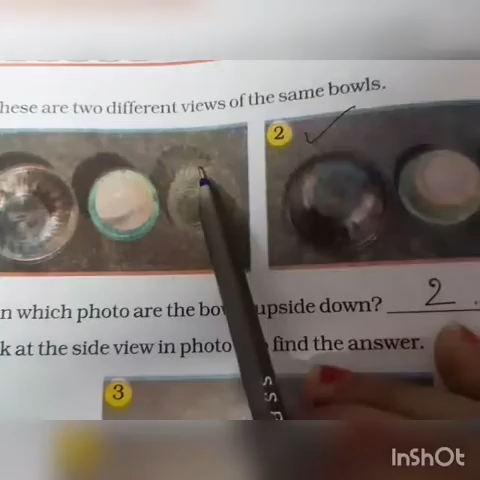 hese are two different views of the same bowls.
2
n which photo are the bo upside down? 2
k at the side view in photo find the answer.
3
SSPS
InShOt